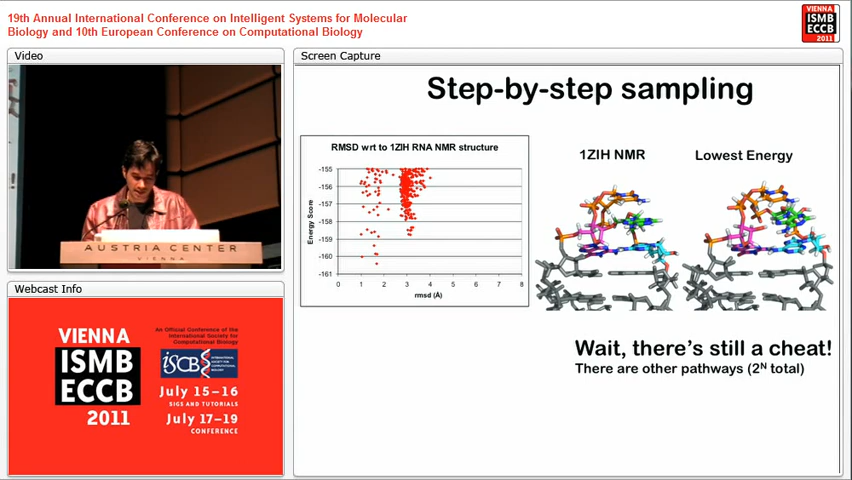 19th Annual International Conference on Intelligent Systems for Molecular
Biology and 10th European Conference on Computational Biology
VIENNA
ISMB
ECCB
2011
Video
AUSTRIA CENTER
VIENNA
Webcast Info
VIENNA
ISMB
ECCB
2011
An Official Conference of the
International Society for
Computational Biology
iSCB
INTERNATIONAL
SOCIETY FOR
COMPUTATIONAL
BIOLOGY
July 15–16
SIGS AND TUTORIALS
July 17–19
CONFERENCE
Screen Capture
Step-by-step sampling
RMSD wrt to 1ZIH RNA NMR structure
Energy Score
-155
-156
-157
-158
-159
-160
-161
0 1 2 3 4 5 6 7 8
rmsd (Å)
1ZIH NMR
Lowest Energy
Wait, there's still a cheat!
There are other pathways (2ᴺ total)